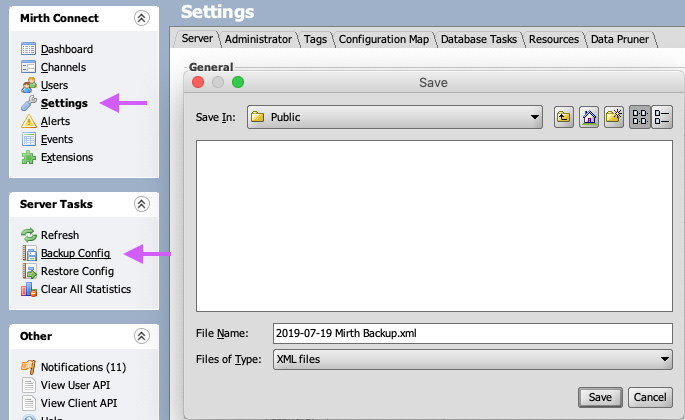 Mirth Connect
Dashboard
Channels
Users
Settings
Alerts
Events
Extensions
Server Tasks
Refresh
Backup Config
Restore Config
Clear All Statistics
Other
Notifications (11)
View User API
View Client API
Help
Settings
Server Administrator Tags Configuration Map Database Tasks Resources Data Pruner
General
Save
Save In: Public
File Name: 2019-07-19 Mirth Backup.xml
Files of Type: XML files
Save Cancel